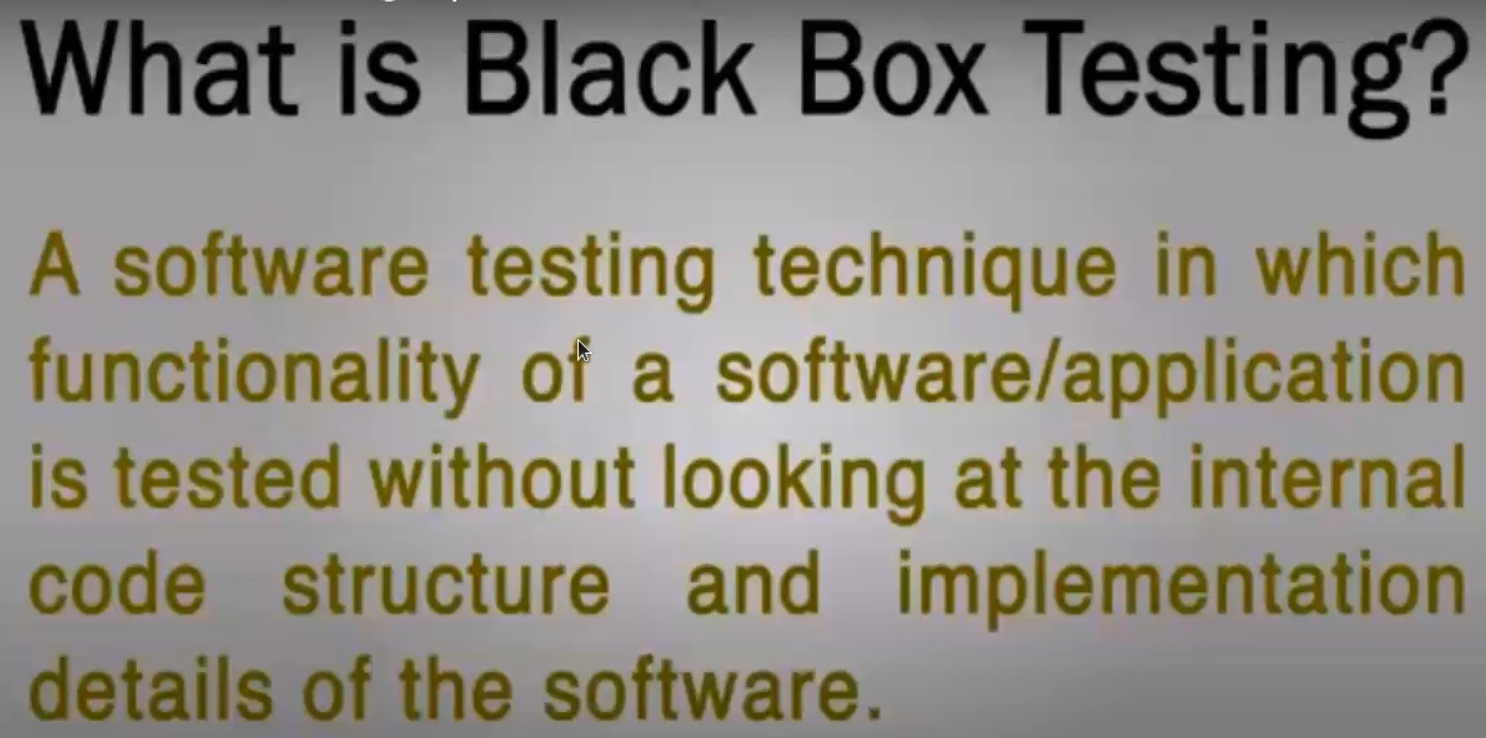 What is Black Box Testing?
A software testing technique in which
functionality of a software/application
is tested without looking at the internal
code structure and implementation
details of the software.